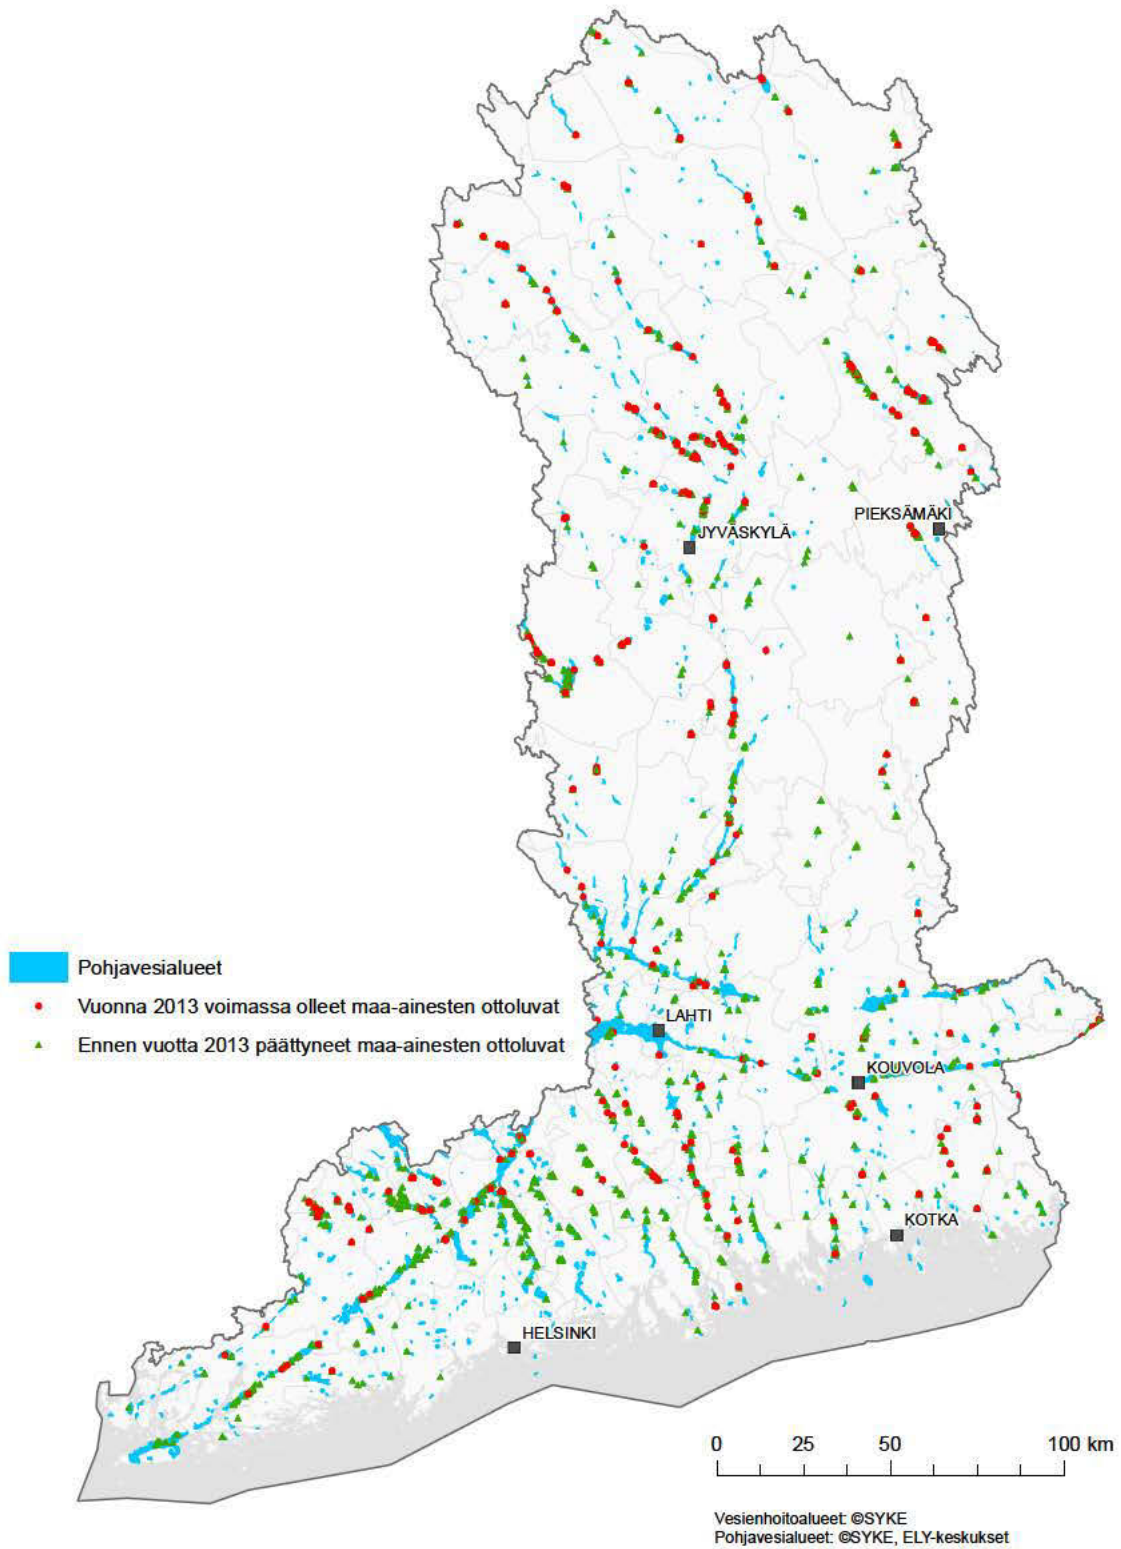 PIEKSÄMÄKI
JYVÄSKYLÄ
Pohjavesialueet
Vuonna 2013 voimassa olleet maa-ainesten ottoluvat
Ennen vuotta 2013 päättyneet maa-ainesten ottoluvat
LAHTI
KOUVOLA
KOTKA
HELSINKI
0 25 50 100 km
Vesienhoitoalueet: ©SYKE
Pohjavesialueet: ©SYKE, ELY-keskukset